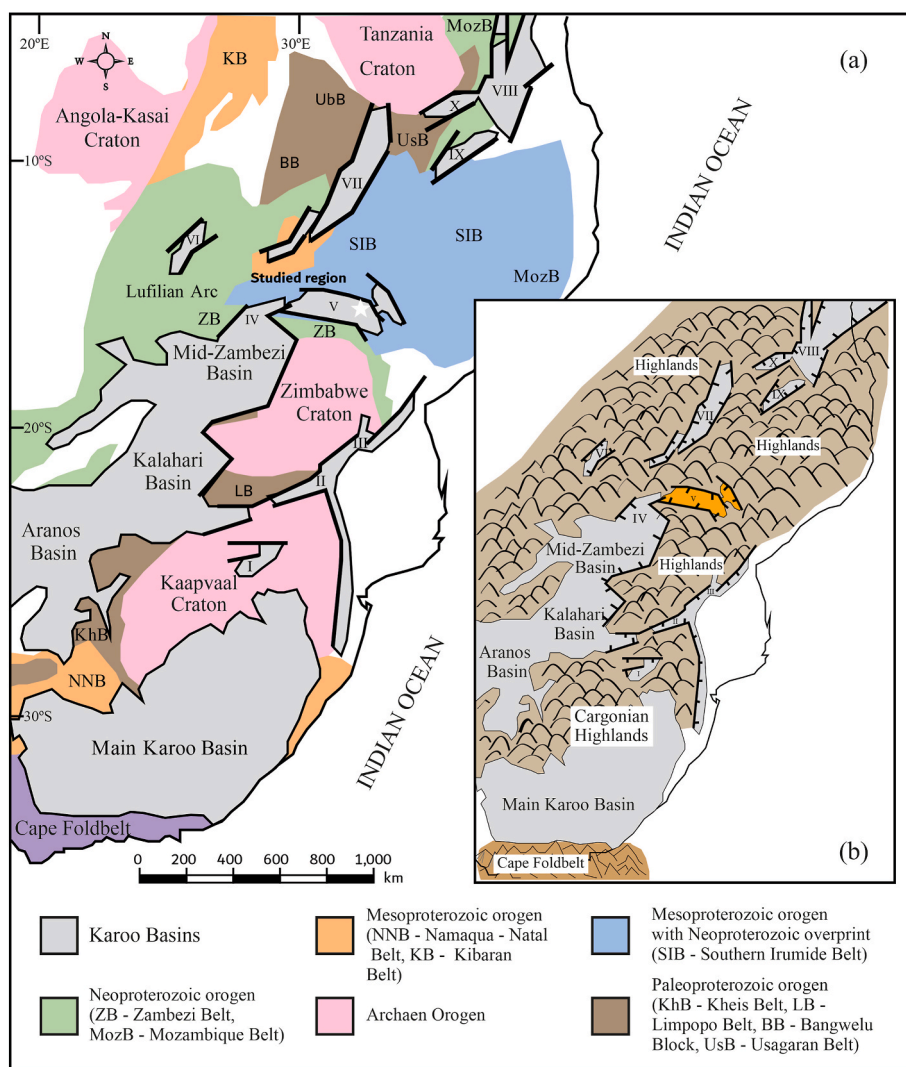 20°E
30°E
N
W
E
S
KB
Tanzania
Craton
MozB
(a)
VIII
X
UbB
Angola-Kasai
Craton
UsB
IX
BB
10ºS
VII
INDIAN OCEAN
VI
SIB
SIB
Studied region
MozB
Lufilian Arc
V
IV
ZB
ZB
Mid-Zambezi
Basin
Zimbabwe
Craton
20°S
III
Kalahari
Basin
LB
II
Aranos
Basin
I
Kaapvaal
Craton
KhB
NNB
30°S
INDIAN OCEAN
Main Karoo Basin
Cape Foldbelt
0 200 400 600 800 1,000
km
VIII
Highlands
X
IX
VII
VI
Highlands
V
IV
Mid-Zambezi
Basin
Highlands
III
Kalahari
Basin
II
Aranos
Basin
I
Cargonian
Highlands
Main Karoo Basin
(b)
Cape Foldbelt
Karoo Basins
Mesoproterozoic orogen
(NNB - Namaqua - Natal
Belt, KB - Kibaran
Belt)
Mesoproterozoic orogen
with Neoproterozoic overprint
(SIB - Southern Irumide Belt)
Neoproterozoic orogen
(ZB - Zambezi Belt,
MozB - Mozambique Belt)
Archaen Orogen
Paleoproterozoic orogen
(KhB - Kheis Belt, LB -
Limpopo Belt, BB - Bangwelu
Block, UsB - Usagaran Belt)